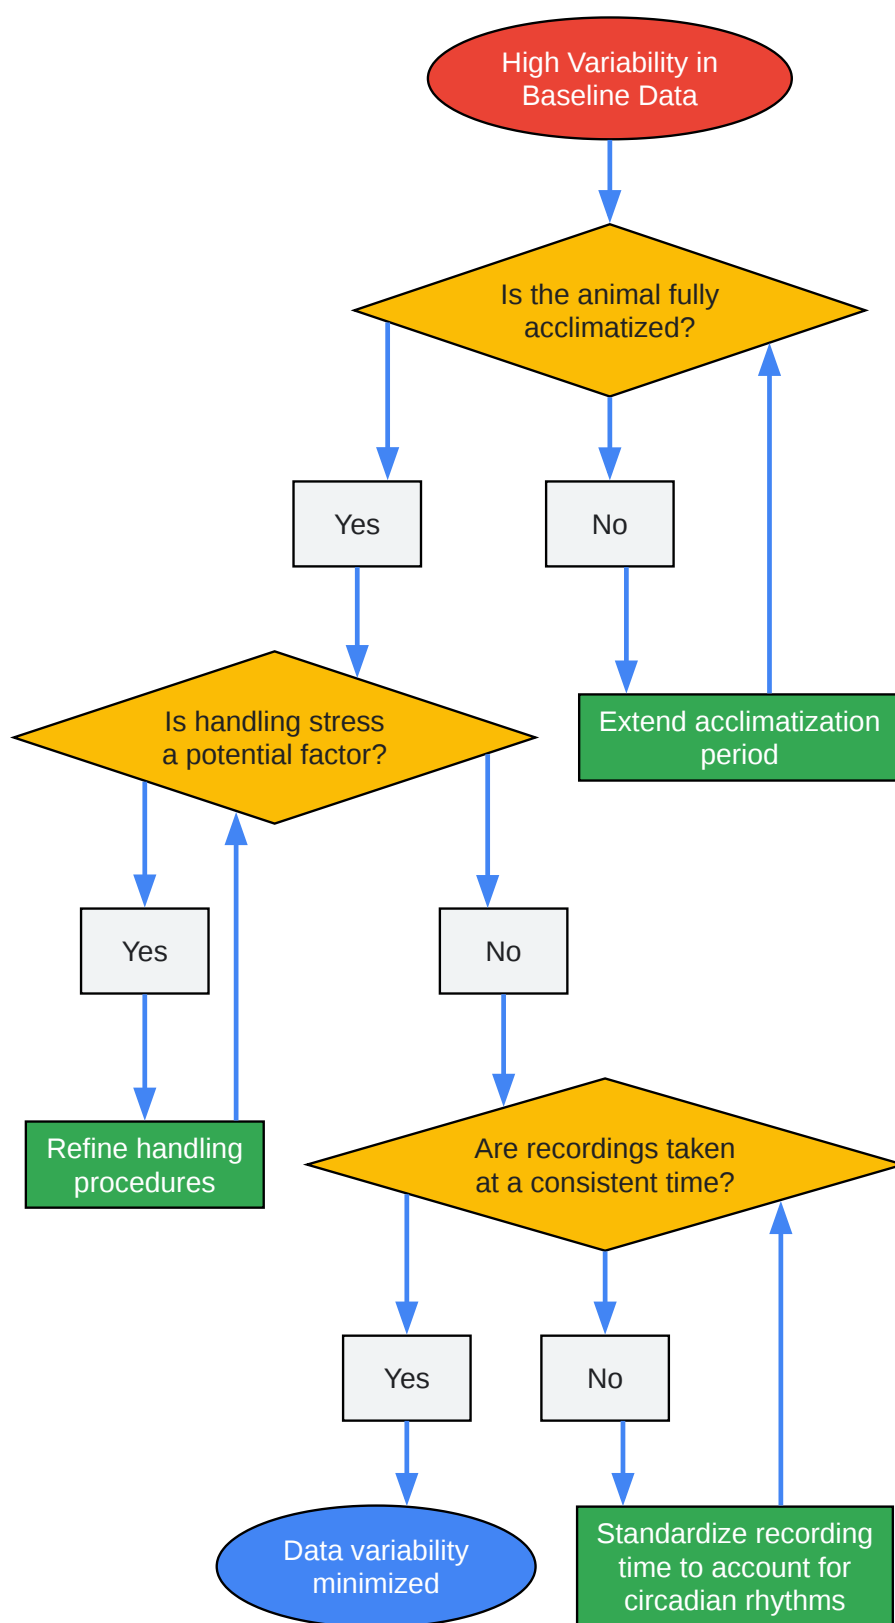 High Variability in
Baseline Data
Is the animal fully
acclimatized?
Yes
No
Is handling stress
a potential factor?
Extend acclimatization
period
Yes
No
Refine handling
procedures
Are recordings taken
at a consistent time?
Yes
No
Data variability
minimized
Standardize recording
time to account for
circadian rhythms